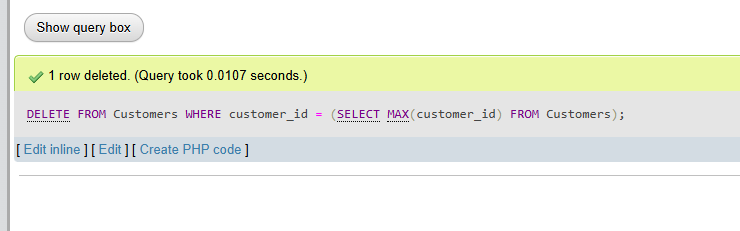 Show query box
1 row deleted. (Query took 0.0107 seconds.)
DELETE FROM Customers WHERE customer_id = (SELECT MAX(customer_id) FROM Customers);
[ Edit inline ] [ Edit ] [ Create PHP code ]